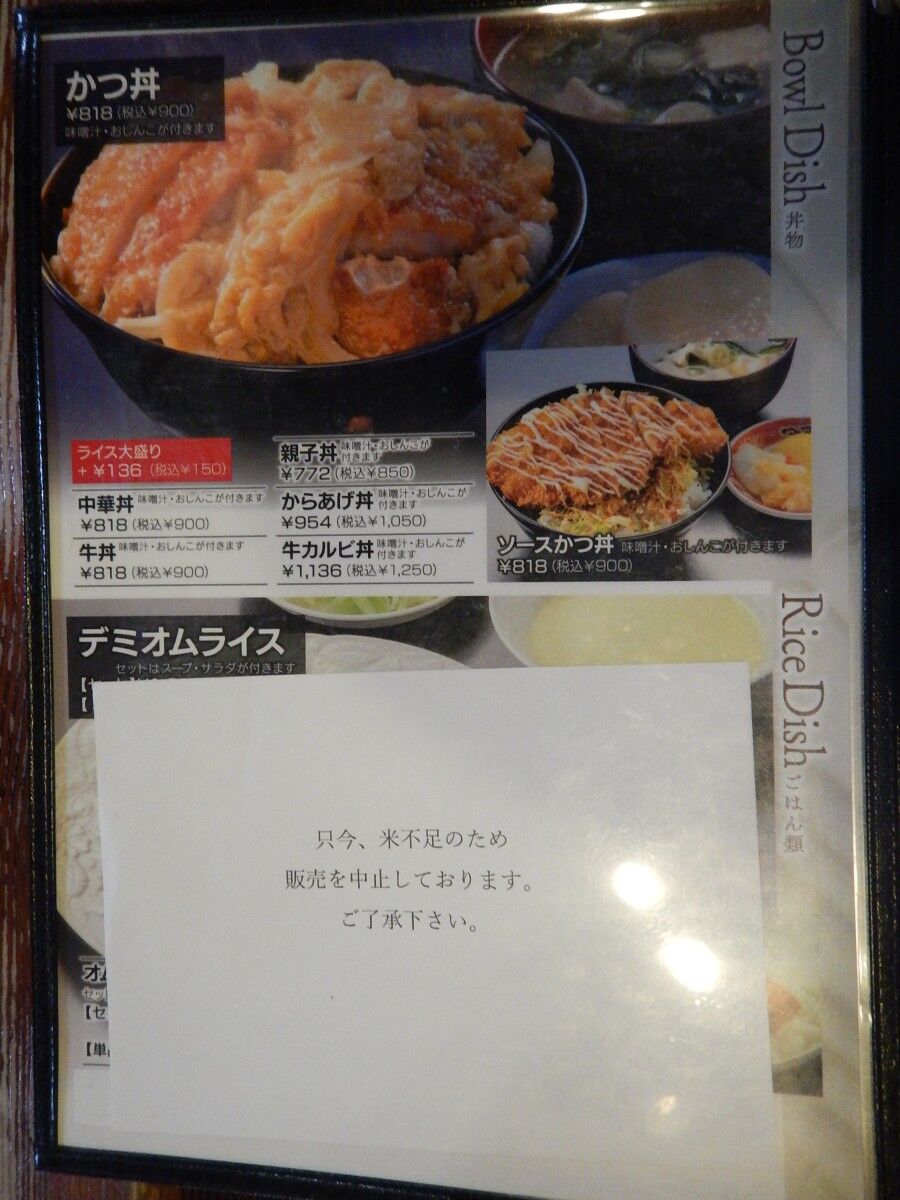 Bowl Dish 丼物
かつ丼
¥818(税込¥900)
味噌汁・おしんこが付きます
ライス大盛り
+ ¥136 (税込¥150)
中華丼 味噌汁・おしんこが付きます
¥818(税込¥900)
牛丼 味噌汁・おしんこが付きます
¥818(税込¥900)
親子丼 味噌汁・おしんこが
付きます
¥772(税込¥850)
からあげ丼 味噌汁・おしんこが
付きます
¥954(税込¥1,050)
牛カルビ丼 味噌汁・おしんこが
付きます
¥1,136(税込¥1,250)
ソースかつ丼 味噌汁・おしんこが付きます
¥818(税込¥900)
Rice Dish ごはん類
デミオムライス
セットはスープ・サラダが付きます
只今、米不足のため
販売を中止しております。
ご了承下さい。
オム
セッ
【セ
【単